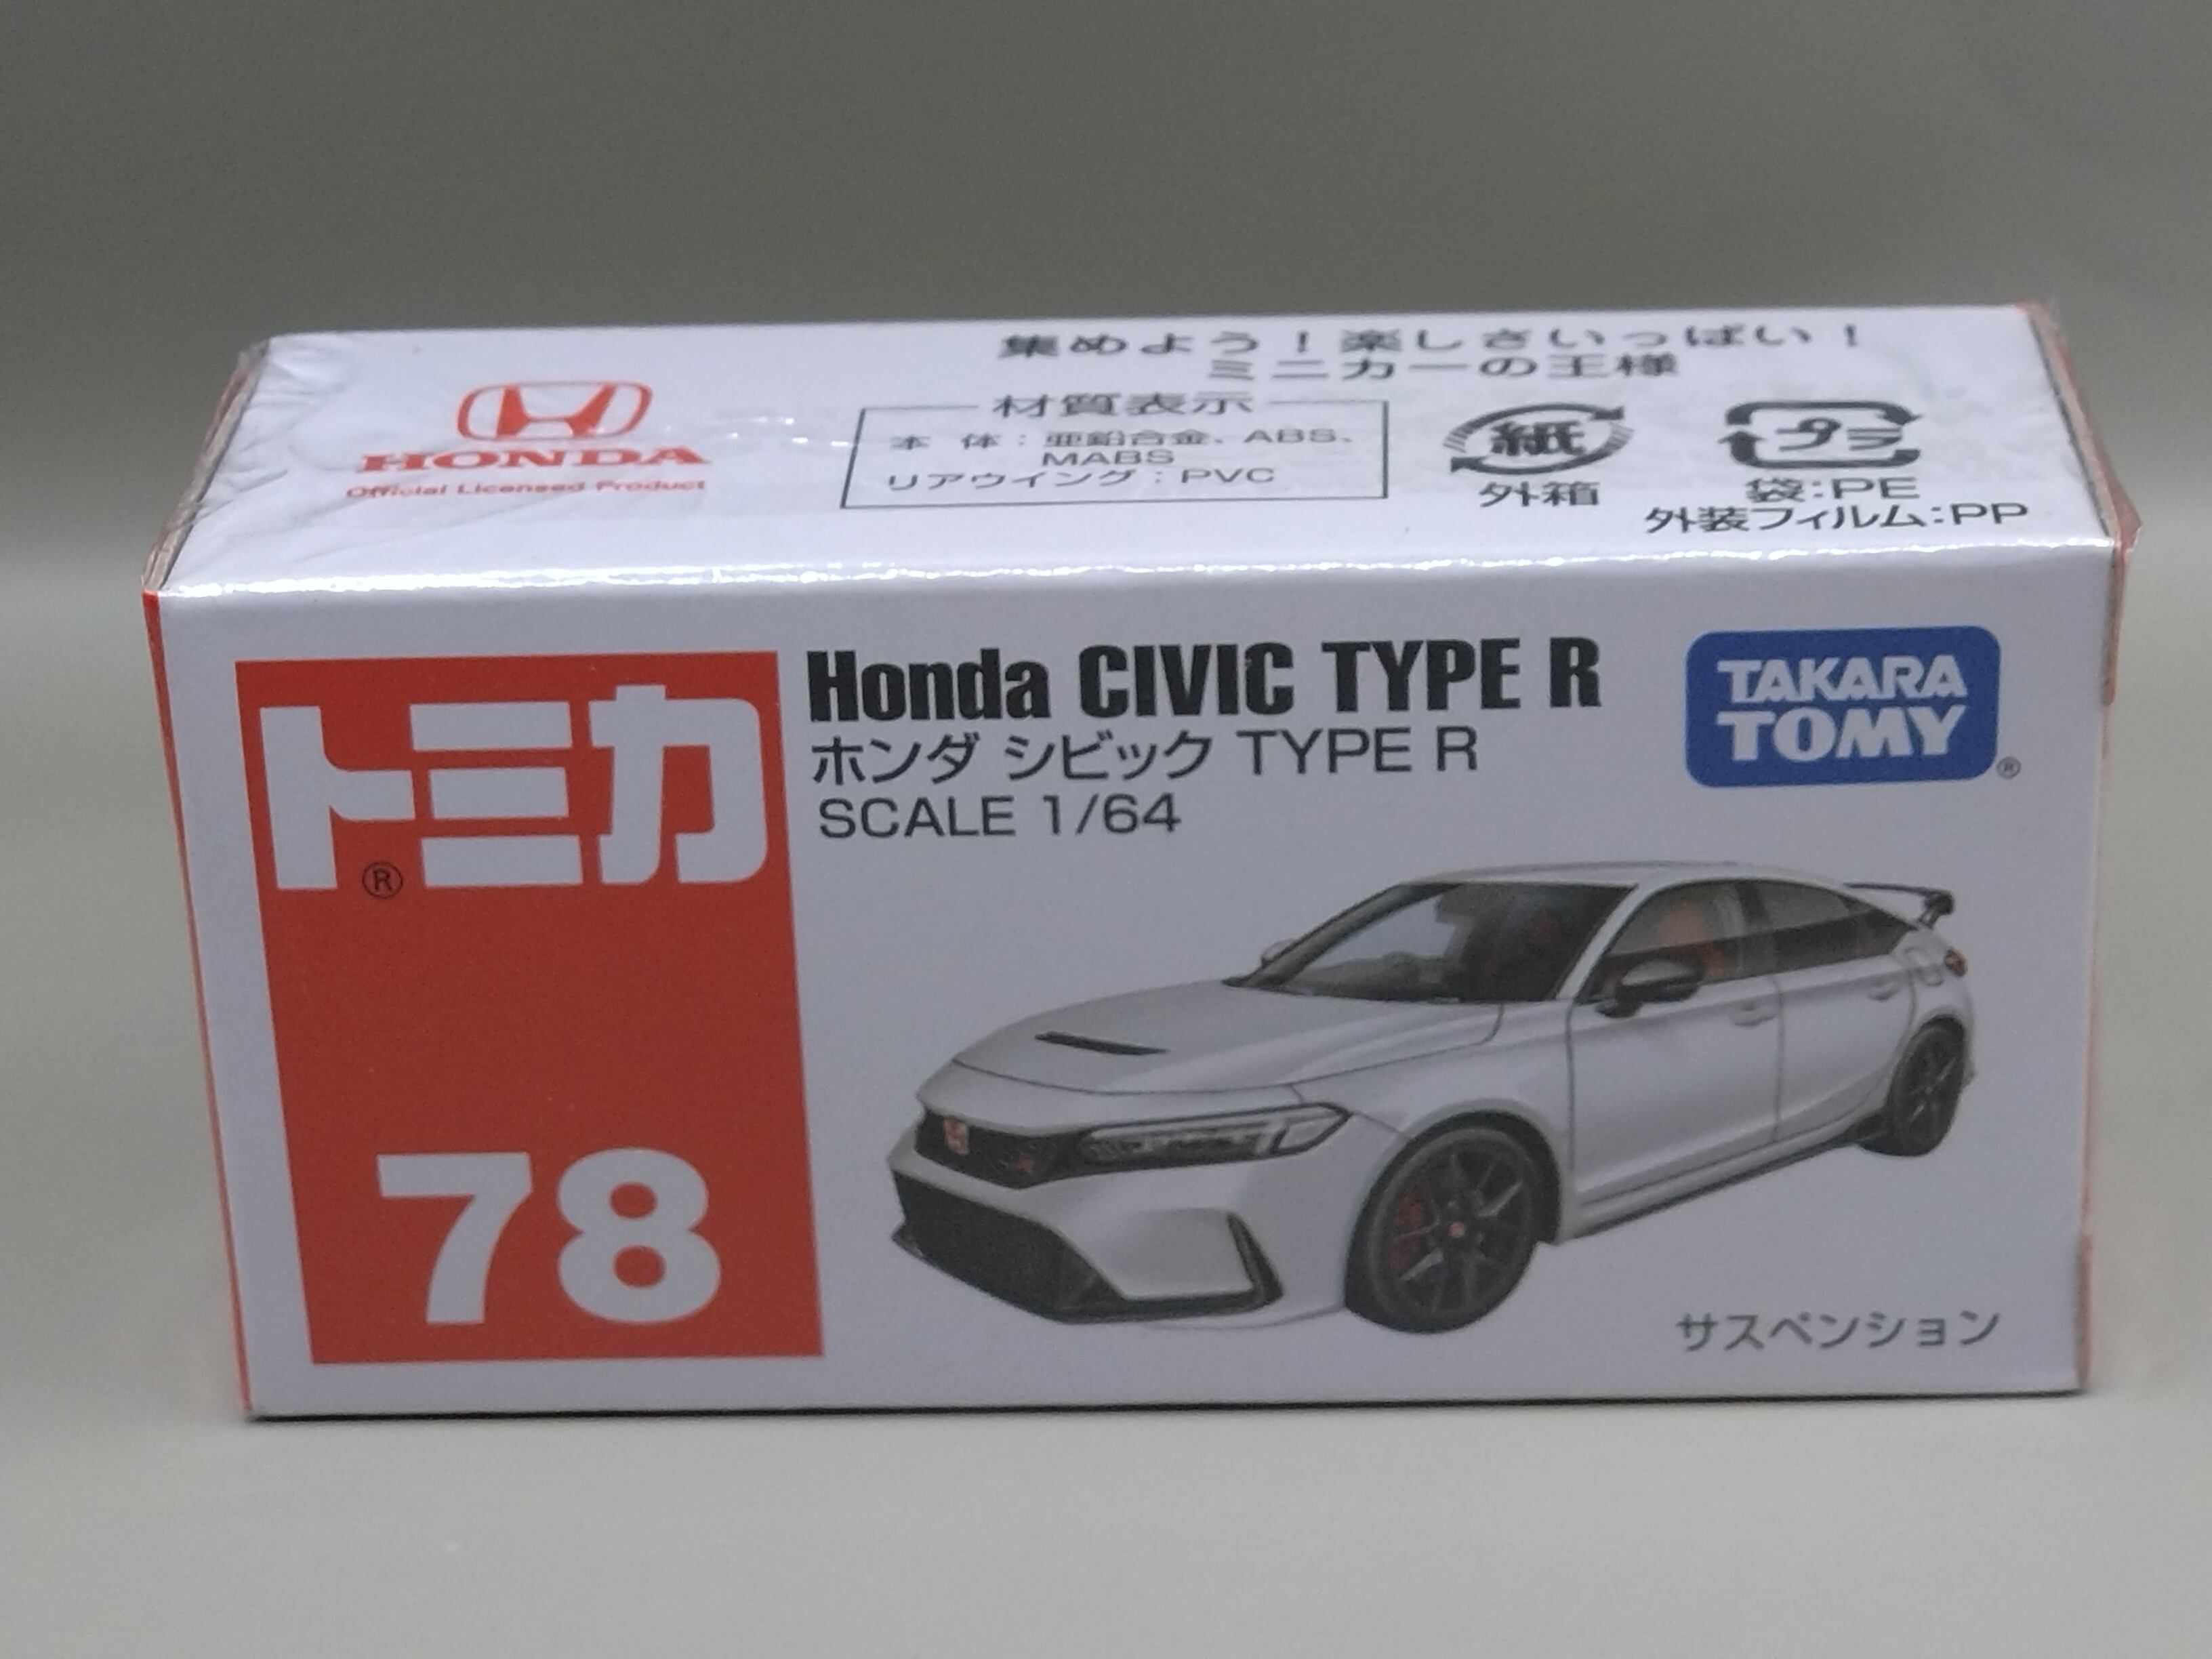 集めよう！楽しさいっぱい！
ミニカーの王様
HONDA
Official Licensed Product
材質表示
本 体：亜鉛合金、ABS、
MABS
リアウイング：PVC
紙
外箱
プラ
袋：PE
外装フィルム：PP
トミカ
®
78
Honda CIVIC TYPE R
ホンダ シビック TYPE R
SCALE 1/64
TAKARA
TOMY
®
サスペンション